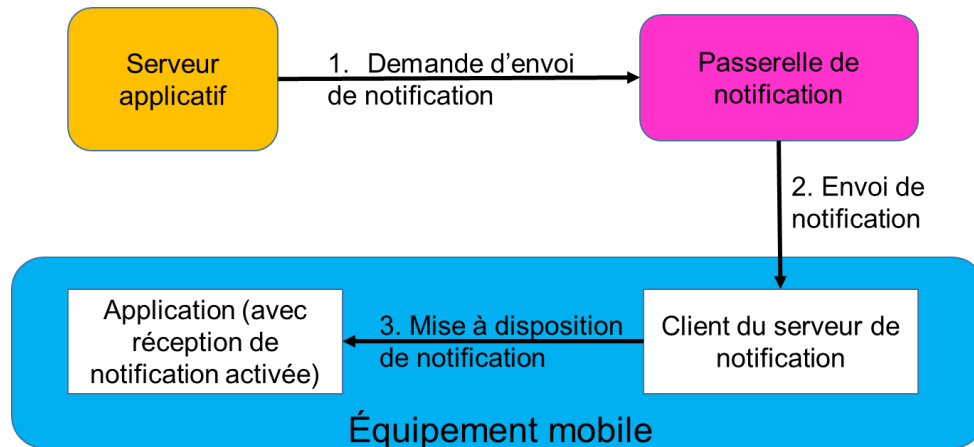 Serveur
applicatif
1. Demande d’envoi
de notification
Passerelle de
notification
2. Envoi de
notification
Application (avec
réception de
notification activée)
3. Mise à disposition
de notification
Client du serveur de
notification
Équipement mobile